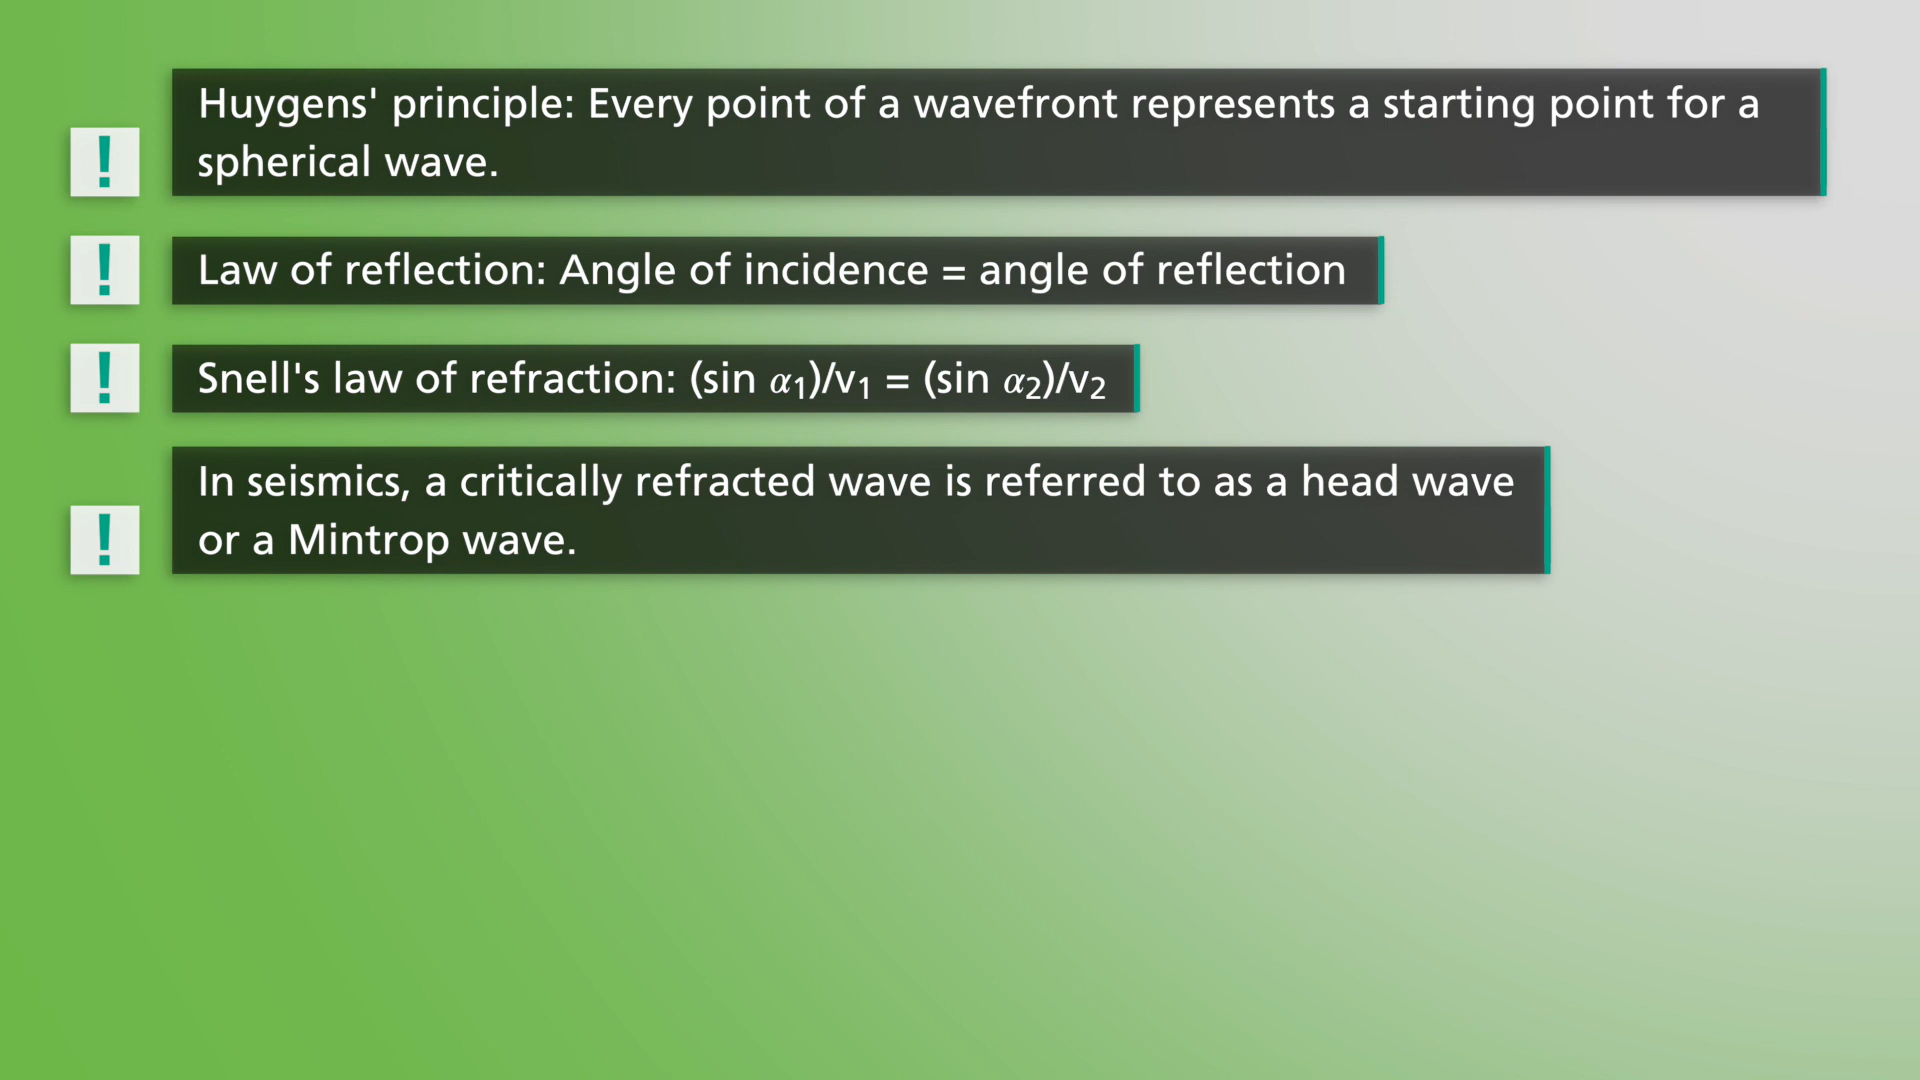 Huygens' principle: Every point of a wavefront represents a starting point for a
spherical wave.
Law of reflection: Angle of incidence = angle of reflection
Snell's law of refraction: (sin α₁)/v₁ = (sin α₂)/v₂
In seismics, a critically refracted wave is referred to as a head wave
or a Mintrop wave.